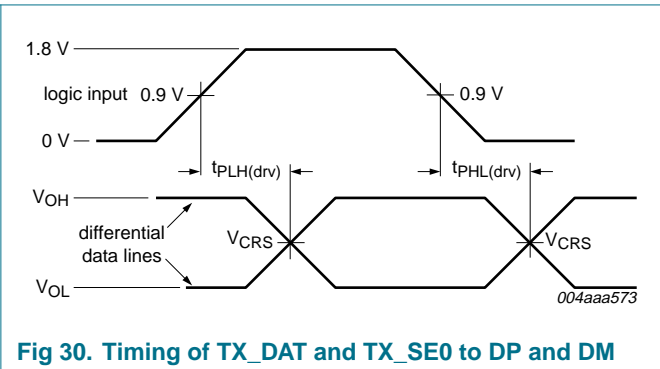 1.8 V
logic input 0.9 V
0.9 V
0 V
tPLH(drv)
tPHL(drv)
VOH
differential
data lines
VCRS
VCRS
VOL
004aaa573
Fig 30. Timing of TX_DAT and TX_SE0 to DP and DM